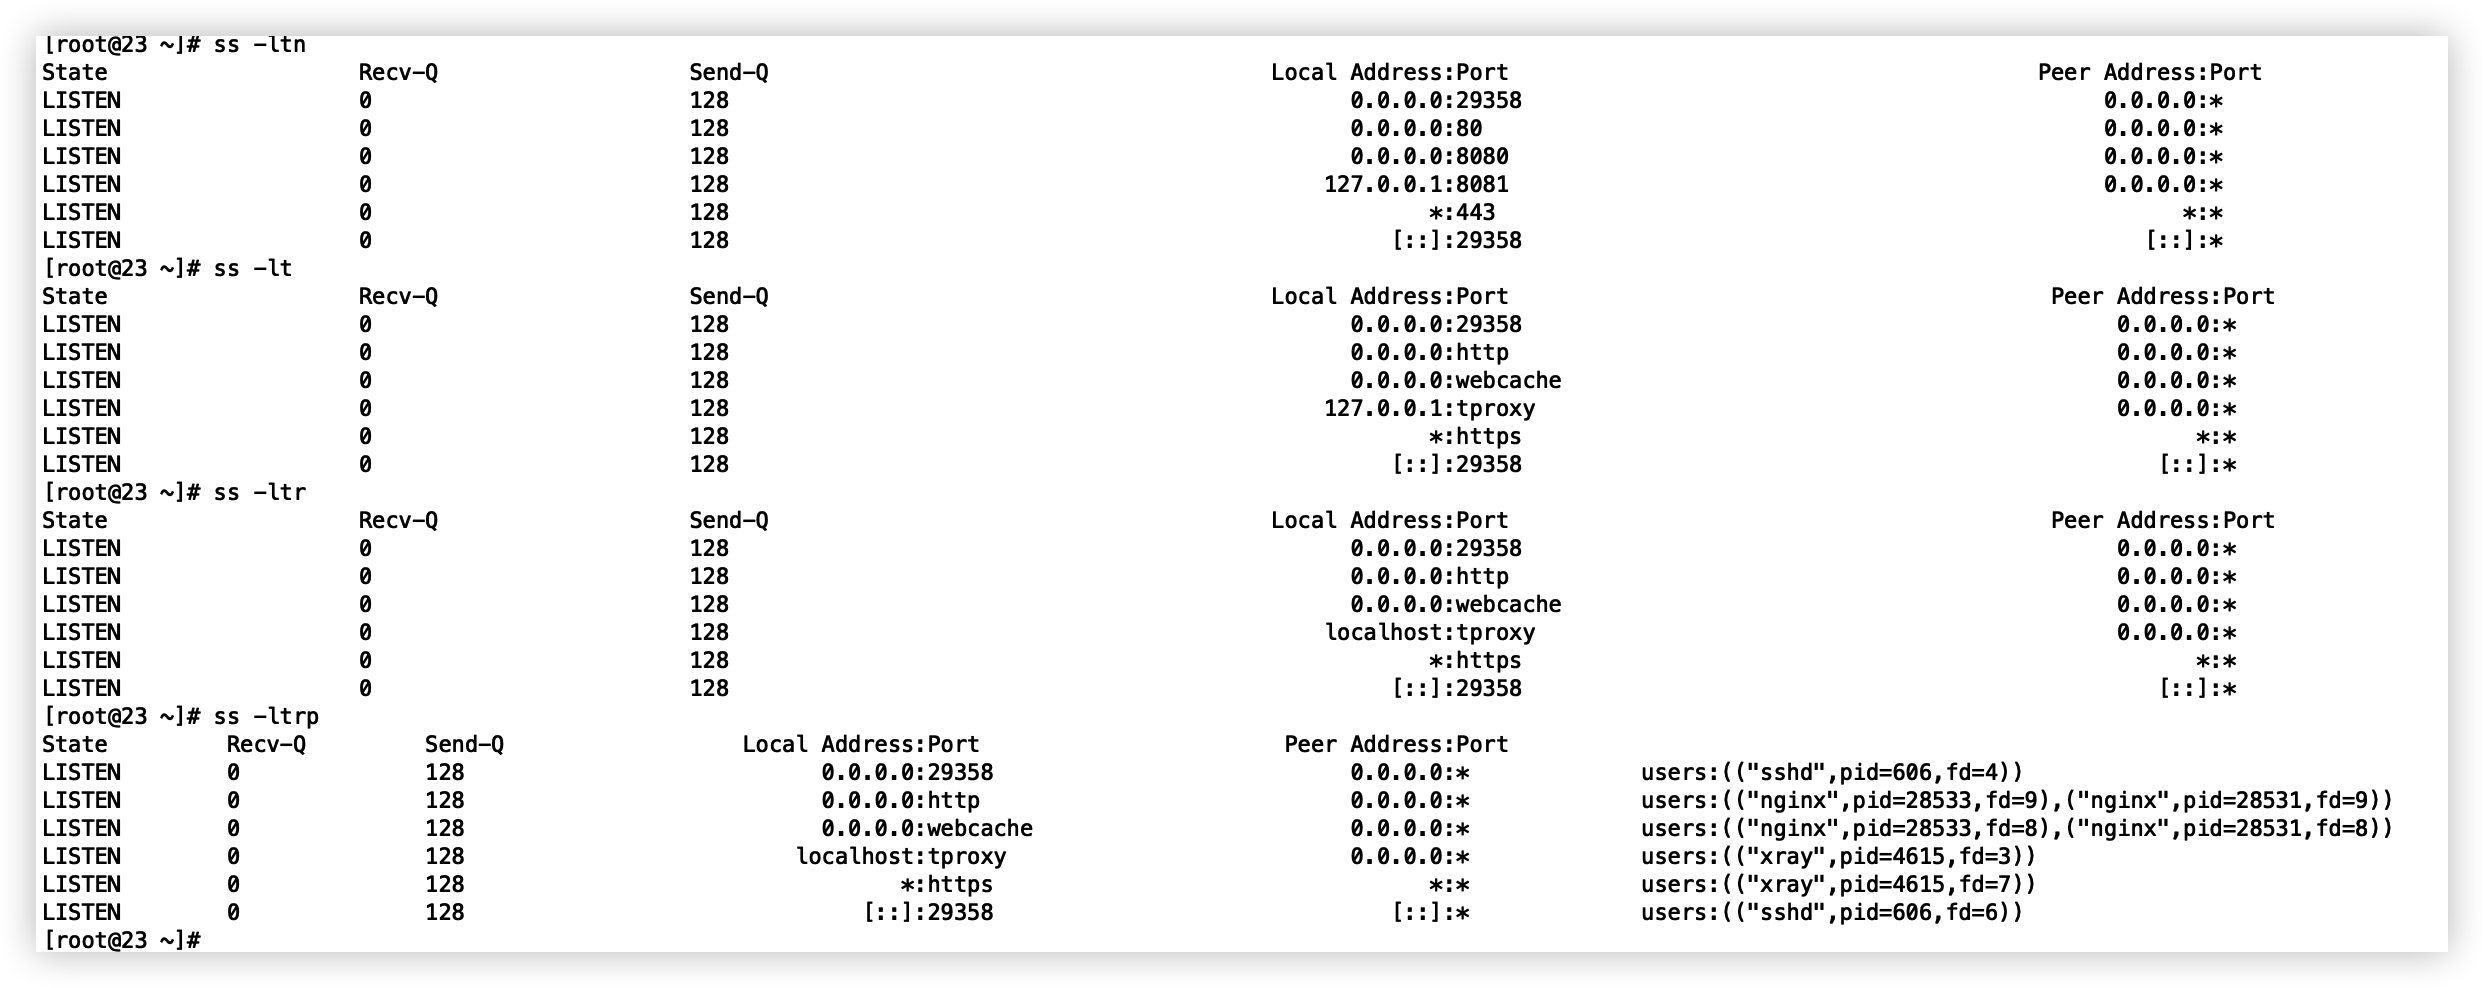 [root@23 ~]# ss -ltn
State Recv-Q Send-Q Local Address:Port Peer Address:Port
LISTEN 0 128 0.0.0.0:29358 0.0.0.0:*
LISTEN 0 128 0.0.0.0:80 0.0.0.0:*
LISTEN 0 128 0.0.0.0:8080 0.0.0.0:*
LISTEN 0 128 127.0.0.1:8081 0.0.0.0:*
LISTEN 0 128 *:443 *:*
LISTEN 0 128 [::]:29358 [::]:*
[root@23 ~]# ss -lt
State Recv-Q Send-Q Local Address:Port Peer Address:Port
LISTEN 0 128 0.0.0.0:29358 0.0.0.0:*
LISTEN 0 128 0.0.0.0:http 0.0.0.0:*
LISTEN 0 128 0.0.0.0:webcache 0.0.0.0:*
LISTEN 0 128 127.0.0.1:tproxy 0.0.0.0:*
LISTEN 0 128 *:https *:*
LISTEN 0 128 [::]:29358 [::]:*
[root@23 ~]# ss -ltr
State Recv-Q Send-Q Local Address:Port Peer Address:Port
LISTEN 0 128 0.0.0.0:29358 0.0.0.0:*
LISTEN 0 128 0.0.0.0:http 0.0.0.0:*
LISTEN 0 128 0.0.0.0:webcache 0.0.0.0:*
LISTEN 0 128 localhost:tproxy 0.0.0.0:*
LISTEN 0 128 *:https *:*
LISTEN 0 128 [::]:29358 [::]:*
[root@23 ~]# ss -ltrp
State Recv-Q Send-Q Local Address:Port Peer Address:Port
LISTEN 0 128 0.0.0.0:29358 0.0.0.0:* users:(("sshd",pid=606,fd=4))
LISTEN 0 128 0.0.0.0:http 0.0.0.0:* users:(("nginx",pid=28533,fd=9),("nginx",pid=28531,fd=9))
LISTEN 0 128 0.0.0.0:webcache 0.0.0.0:* users:(("nginx",pid=28533,fd=8),("nginx",pid=28531,fd=8))
LISTEN 0 128 localhost:tproxy 0.0.0.0:* users:(("xray",pid=4615,fd=3))
LISTEN 0 128 *:https *:* users:(("xray",pid=4615,fd=7))
LISTEN 0 128 [::]:29358 [::]:* users:(("sshd",pid=606,fd=6))
[root@23 ~]#